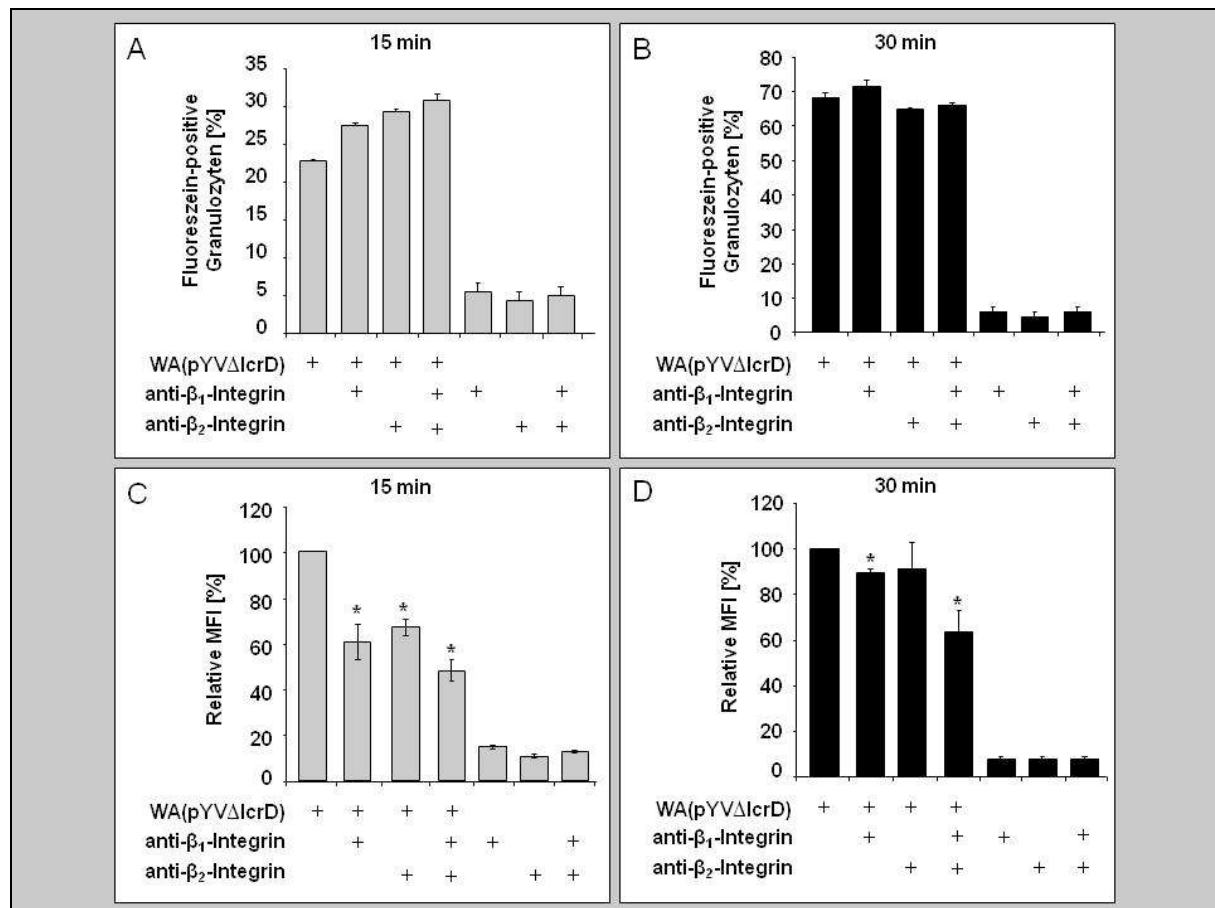 A
15 min
Fluoreszein-positive
Granulozyten [%]
35
30
25
20
15
10
5
0
WA(pYVΔlcrD) + + + +
anti-β₁-Integrin + + + +
anti-β₂-Integrin + + + +
B
30 min
Fluoreszein-positive
Granulozyten [%]
80
70
60
50
40
30
20
10
0
WA(pYVΔlcrD) + + + +
anti-β₁-Integrin + + + +
anti-β₂-Integrin + + + +
C
15 min
Relative MFI [%]
120
100
80
60
40
20
0
* * *
WA(pYVΔlcrD) + + + +
anti-β₁-Integrin + + + +
anti-β₂-Integrin + + + +
D
30 min
Relative MFI [%]
120
100
80
60
40
20
0
* *
WA(pYVΔlcrD) + + + +
anti-β₁-Integrin + + + +
anti-β₂-Integrin + + + +